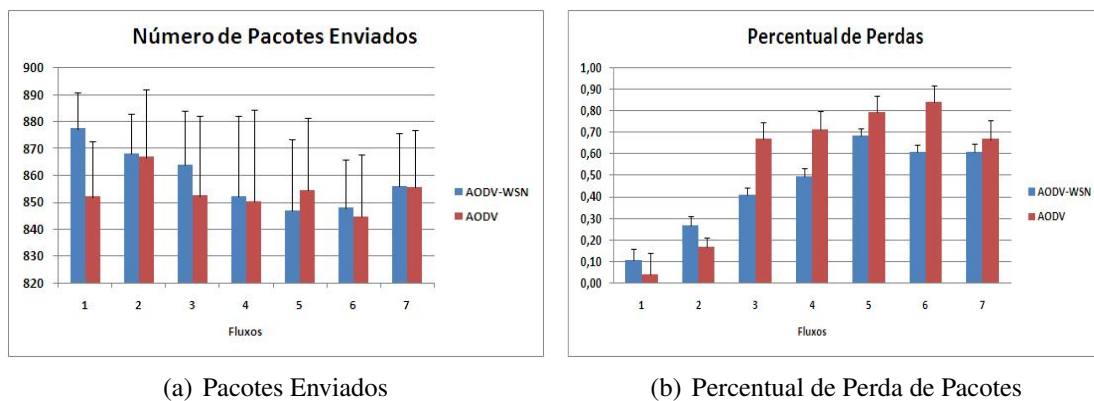 Número de Pacotes Enviados
900
890
880
870
860
850
840
830
820
1 2 3 4 5 6 7
Fluxos
AODV-WSN
AODV
(a) Pacotes Enviados
Percentual de Perdas
1,00
0,90
0,80
0,70
0,60
0,50
0,40
0,30
0,20
0,10
0,00
1 2 3 4 5 6 7
Fluxos
AODV-WSN
AODV
(b) Percentual de Perda de Pacotes